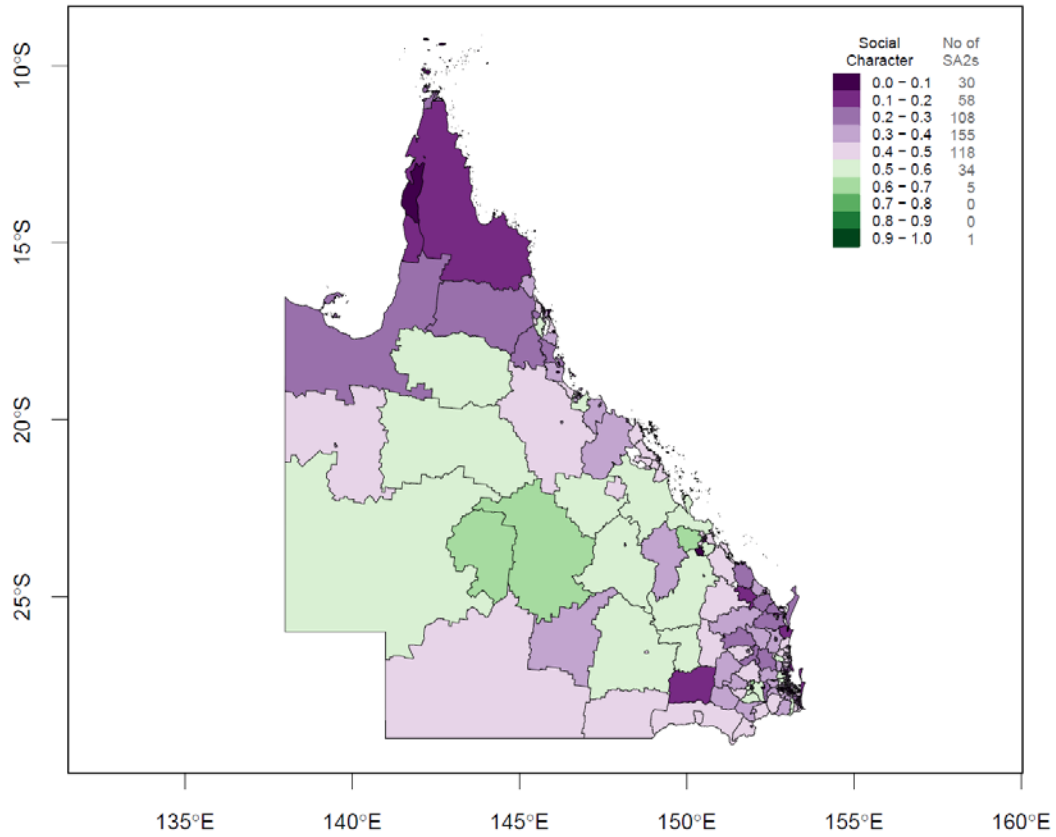 Social No of
Character SA2s
0.0 − 0.1 30
0.1 − 0.2 58
0.2 − 0.3 108
0.3 − 0.4 155
0.4 − 0.5 118
0.5 − 0.6 34
0.6 − 0.7 5
0.7 − 0.8 0
0.8 − 0.9 0
0.9 − 1.0 1
10°S
15°S
20°S
25°S
135°E 140°E 145°E 150°E 155°E 160°E